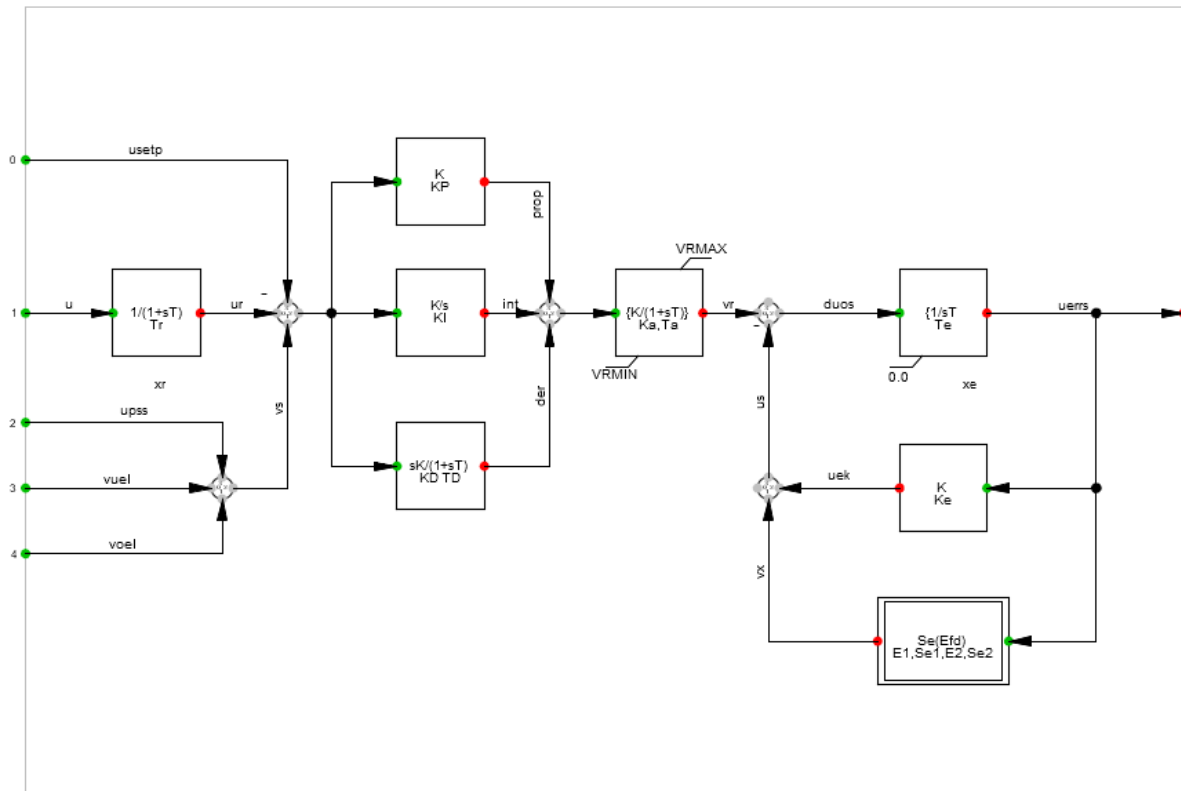 0
usetp
-
K
KP
prop
VRMAX
1
u
1/(1+sT)
Tr
ur
K/s
KI
int
{K/(1+sT)}
Ka,Ta
vr
-
duos
{1/sT
Te
uerrs
VRMIN
0.0
xr
xe
vs
der
us
2
upss
sK/(1+sT)
KD TD
3
vuel
uek
K
Ke
4
voel
vx
Se(Efd)
E1,Se1,E2,Se2